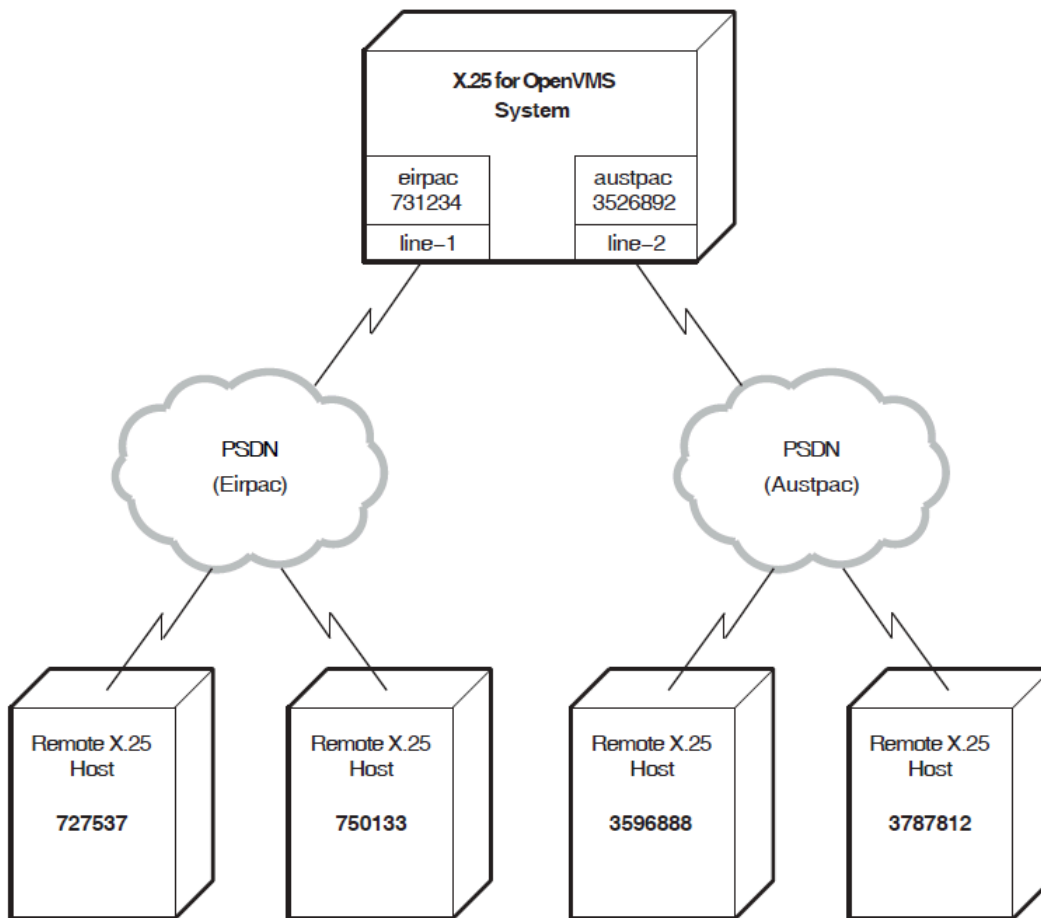 X.25 for OpenVMS
System
eirpac
731234
line-1
austpac
3526892
line-2
PSDN
(Eirpac)
PSDN
(Austpac)
Remote X.25
Host
727537
Remote X.25
Host
750133
Remote X.25
Host
3596888
Remote X.25
Host
3787812